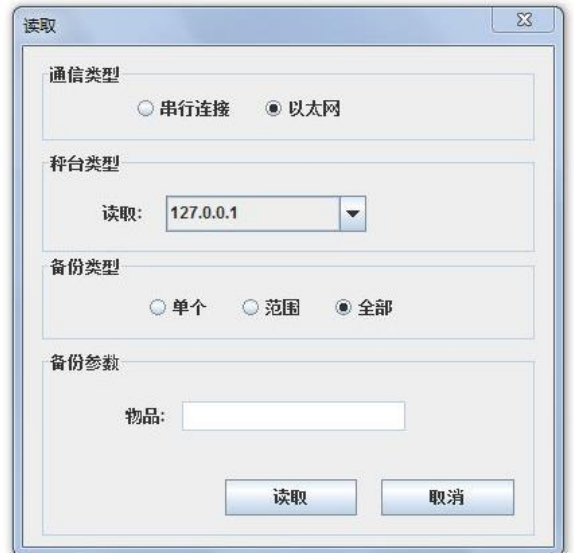 读取
通信类型
串行连接 以太网
秤台类型
读取: 127.0.0.1
备份类型
单个 范围 全部
备份参数
物品:
读取 取消